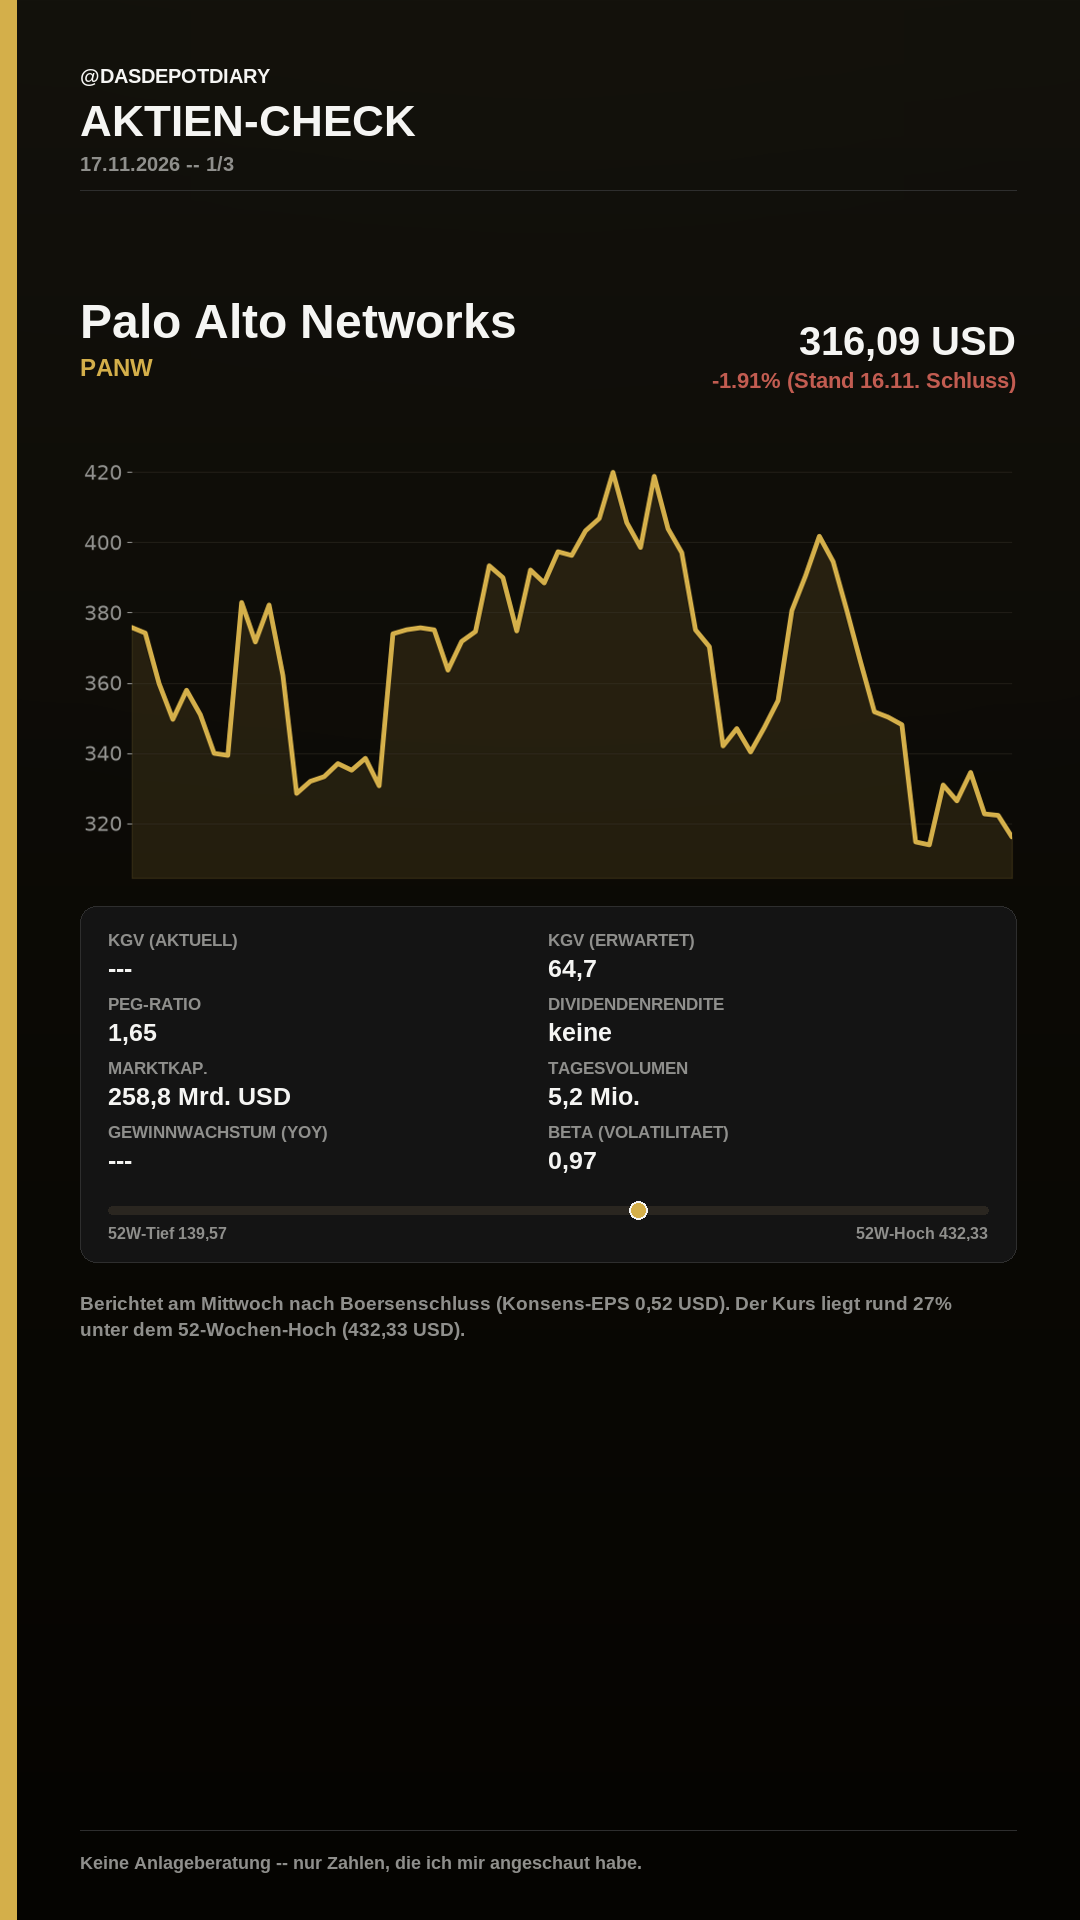 @DASDEPOTDIARY
AKTIEN-CHECK
17.11.2026 -- 1/3
Palo Alto Networks
PANW
316,09 USD
-1.91% (Stand 16.11. Schluss)
420
400
380
360
340
320
KGV (AKTUELL)
---
KGV (ERWARTET)
64,7
PEG-RATIO
1,65
DIVIDENDENRENDITE
keine
MARKTKAP.
258,8 Mrd. USD
TAGESVOLUMEN
5,2 Mio.
GEWINNWACHSTUM (YOY)
---
BETA (VOLATILITAET)
0,97
52W-Tief 139,57
52W-Hoch 432,33
Berichtet am Mittwoch nach Boersenschluss (Konsens-EPS 0,52 USD). Der Kurs liegt rund 27%
unter dem 52-Wochen-Hoch (432,33 USD).
Keine Anlageberatung -- nur Zahlen, die ich mir angeschaut habe.